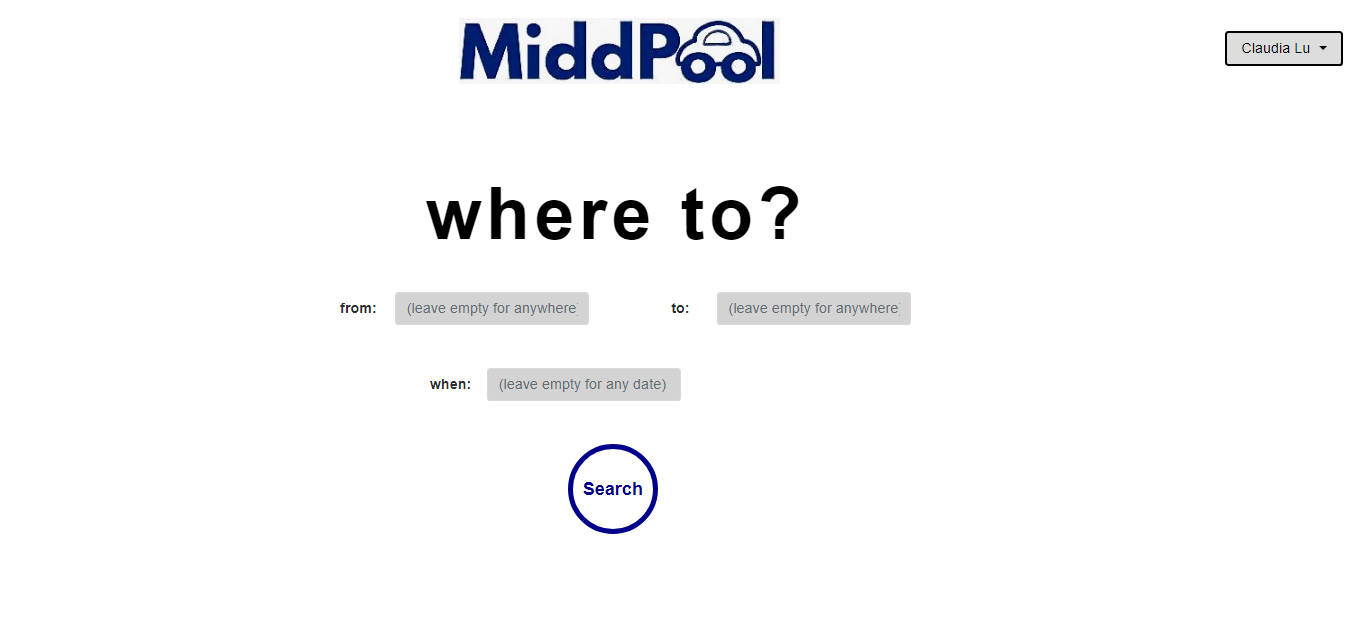 MiddPool
Claudia Lu
where to?
from: (leave empty for anywhere) to: (leave empty for anywhere)
when: (leave empty for any date)
Search